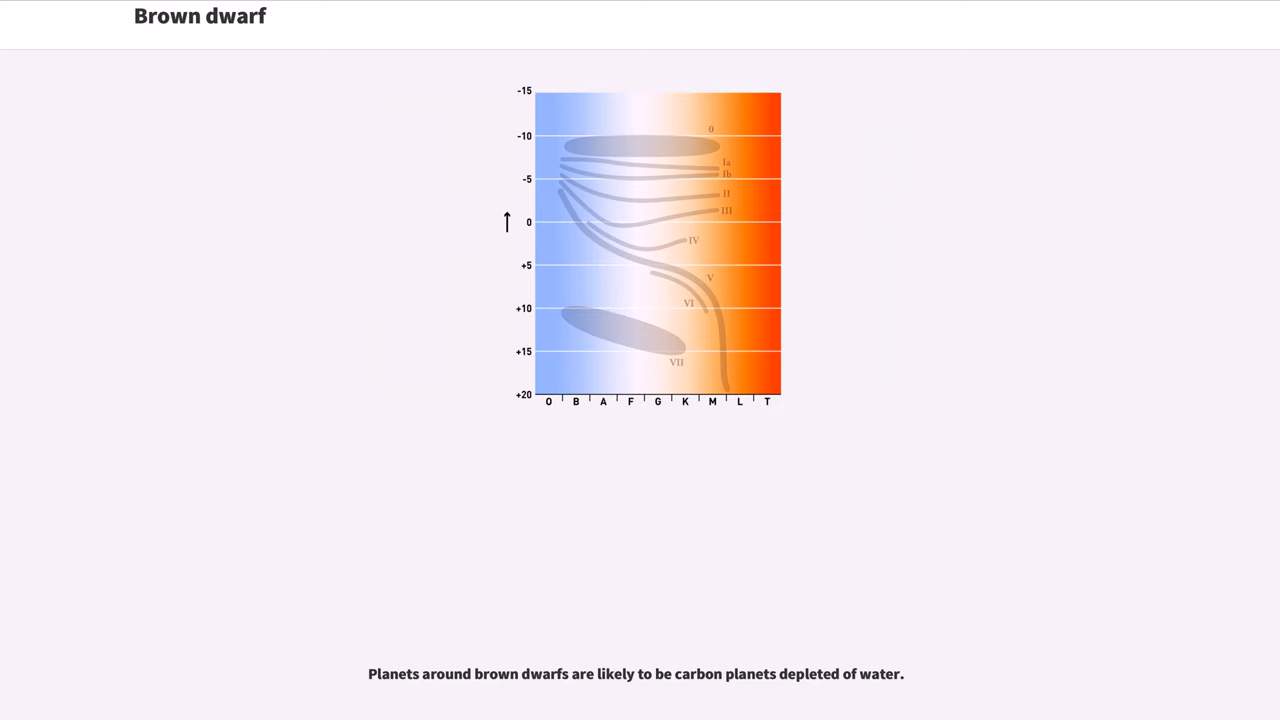 Brown dwarf
-15
-10
0
Ia
Ib
-5
II
III
0
IV
+5
V
VI
+10
+15
VII
+20
O B A F G K M L T
Planets around brown dwarfs are likely to be carbon planets depleted of water.